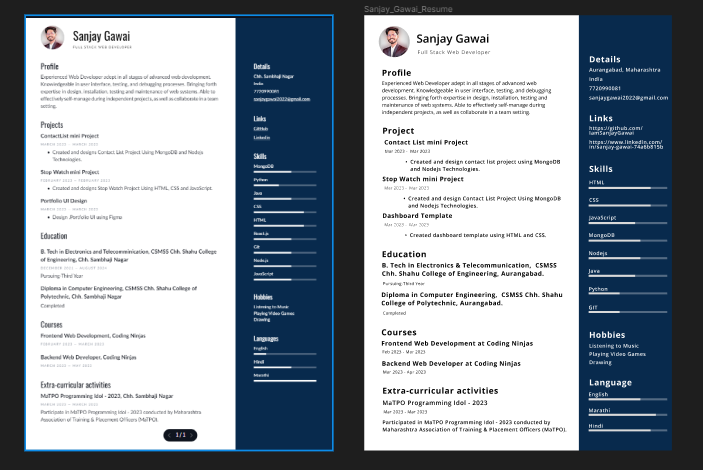 Sanjay Gawai
FULL STACK WEB DEVELOPER
Profile
Experienced Web Developer adept in all stages of advanced web development.
Knowledgeable in user interface, testing, and debugging processes. Bringing forth
expertise in design, installation, testing and maintenance of web systems. Able to
effectively self-manage during independent projects, as well as collaborate in a team
setting.
Projects
ContactList mini Project
MARCH 2023 — MARCH 2023
• Created and designs Contact List Project Using MongoDB and Nodejs
Technologies.
Stop Watch mini Project
FEBRUARY 2023 — FEBRUARY 2023
• Created and designs Stop Watch Project Using HTML, CSS and JavaScript.
Portfolio UI Design
MARCH 2023 — MARCH 2023
• Design Portfolio UI using Figma
Education
B. Tech in Electronics and Telecommunication, CSMSS Chh. Shahu College
of Engineering, Chh. Sambhaji Nagar
DECEMBER 2021 — AUGUST 2024
Pursuing Third Year
Diploma in Computer Engineering, CSMSS Chh. Shahu College of
Polytechnic, Chh. Sambhaji Nagar
Completed
Courses
Frontend Web Development, Coding Ninjas
FEBRUARY 2023 — MARCH 2023
Backend Web Developer, Coding Ninjas
MARCH 2023 — MAY 2023
Extra-curricular activities
MaTPO Programming Idol - 2023, Chh. Sambhaji Nagar
MARCH 2023 — MARCH 2023
Participate in MaTPO Programming Idol - 2023 conducted by Maharashtra
Association of Training & Placement Officers (MaTPO).
1/1
Details
Chh. Sambhaji Nagar
India
7720990081
sanjaygawai2022@gmail.com
Links
GitHub
LinkedIn
Skills
MongoDB
Python
Java
CSS
HTML
React.js
Git
Node.js
JavaScript
Hobbies
Listening to Music
Playing Video Games
Drawing
Languages
English
Hindi
Marathi
Sanjay_Gawai_Resume
Sanjay Gawai
Full Stack Web Developer
Profile
Experienced Web Developer adept in all stages of advanced web
development, Knowledgeable in user interface, testing, and debugging
processes. Bringing forth expertise in design, installation, testing and
maintenance of web systems. Able to effectively self-manage during
independent projects, as well as collaborate in a team setting.
Project
Contact List mini Project
Mar 2023 - Mar 2023
• Created and design contact list project using MongoDB
and Nodejs Technologies.
Stop Watch mini Project
Mar 2023 - Mar 2023
• Created and design Contact List Project Using MongoDB
and Nodejs Technologies.
Dashboard Template
Mar 2023 - Mar 2023
• Created dashboard template using HTML and CSS.
Education
B. Tech in Electronics & Telecommunication, CSMSS
Chh. Shahu College of Engineering, Aurangabad.
Pursuing Third Year
Diploma in Computer Engineering, CSMSS Chh. Shahu
College of Engineering, Aurangabad.
Completed
Courses
Frontend Web Development at Coding Ninjas
Feb 2023 - Mar 2023
Backend Web Developer at Coding Ninjas
Mar 2023 - Apr 2023
Extra-curricular activities
MaTPO Programming Idol - 2023
Mar 2023 - Mar 2023
Participated in MaTPO Programming Idol - 2023 conducted by
Maharashtra Association of Training & Placement Officers (MaTPO).
Details
Aurangabad, Maharashtra
India
7720990081
sanjaygawai2022@gmail.com
Links
https://github.com/
IamSanjayGawai
https://www.linkedin.com/
in/sanjay-gawai-74a6b815b
Skills
HTML
CSS
JavaScript
MongoDB
Nodejs
Java
Python
GIT
Hobbies
Listening to Music
Playing Video Games
Drawing
Language
English
Marathi
Hindi